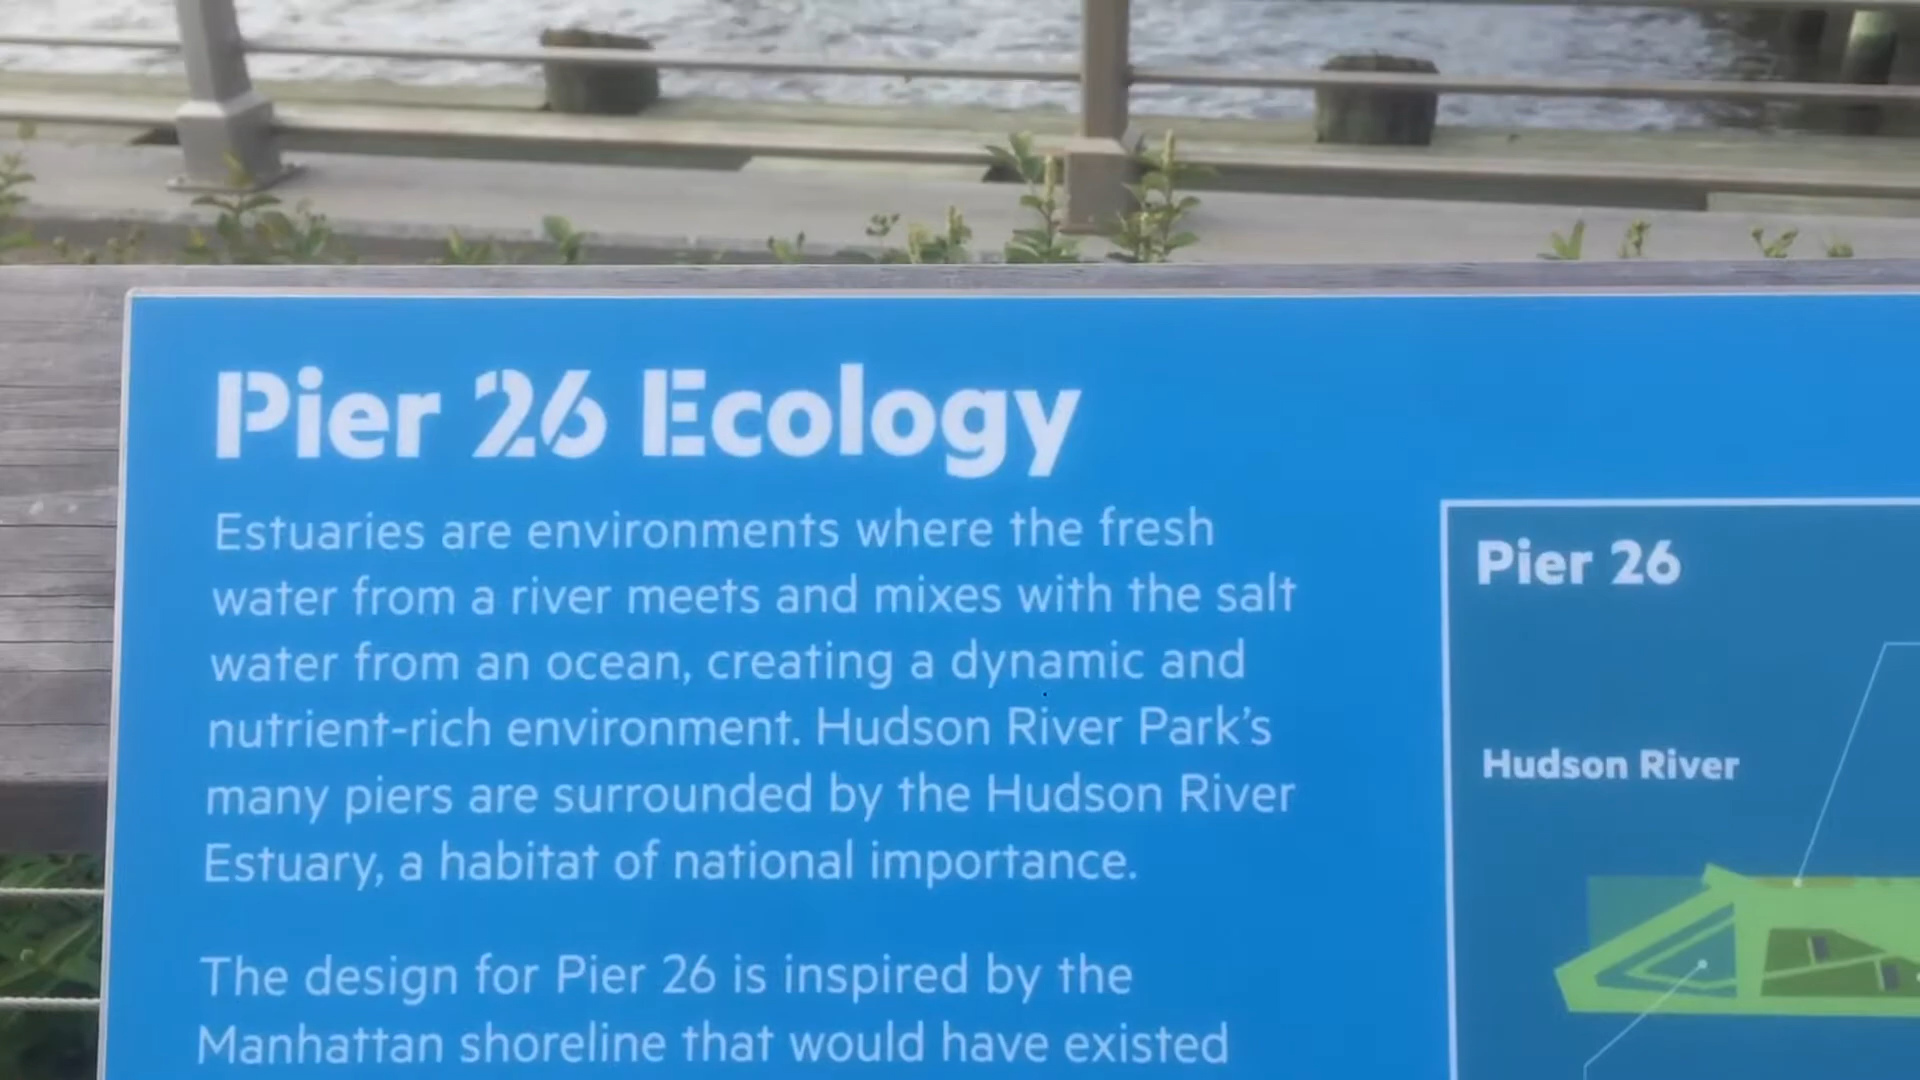 Pier 26 Ecology
Estuaries are environments where the fresh
water from a river meets and mixes with the salt
water from an ocean, creating a dynamic and
nutrient-rich environment. Hudson River Park’s
many piers are surrounded by the Hudson River
Estuary, a habitat of national importance.
The design for Pier 26 is inspired by the
Manhattan shoreline that would have existed
Pier 26
Hudson River